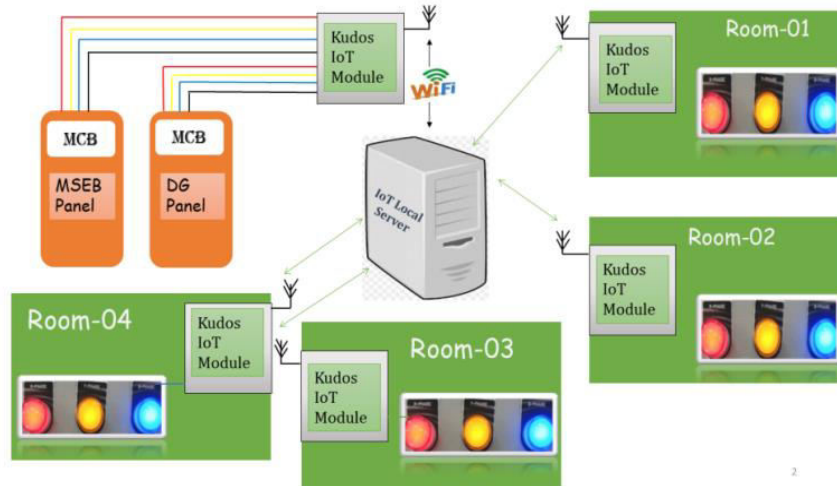 Kudos
IoT
Module
WiFi
MCB
MSEB
Panel
MCB
DG
Panel
IoT Local
Server
Room-01
Kudos
IoT
Module
Room-02
Kudos
IoT
Module
Room-04
Kudos
IoT
Module
Room-03
Kudos
IoT
Module
2